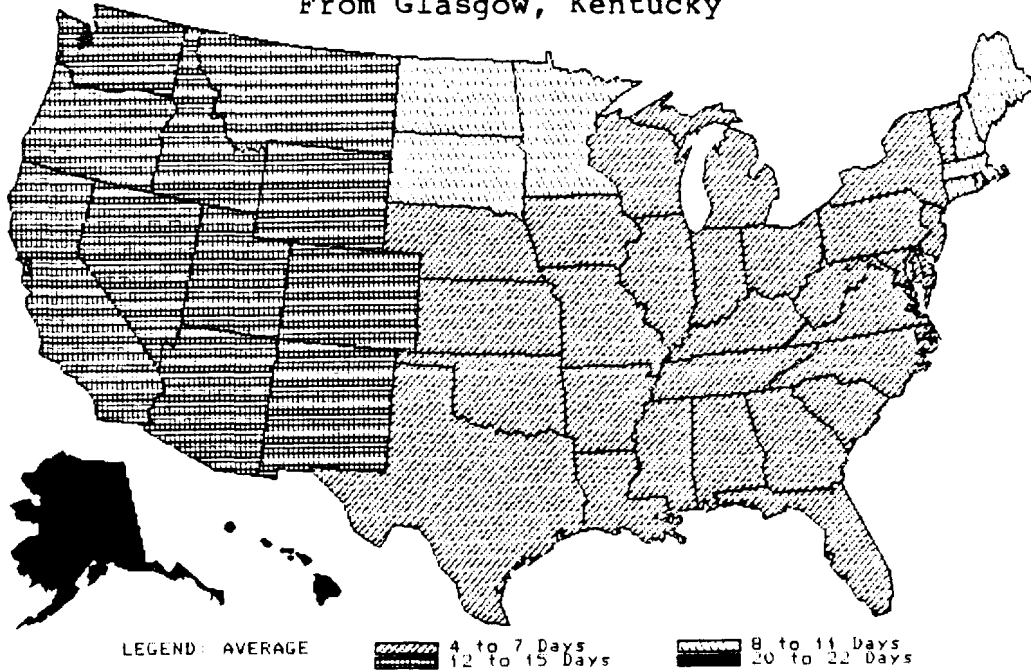 From Glasgow, Kentucky
LEGEND: AVERAGE
4 to 7 Days
8 to 11 Days
12 to 15 Days
20 to 22 Days